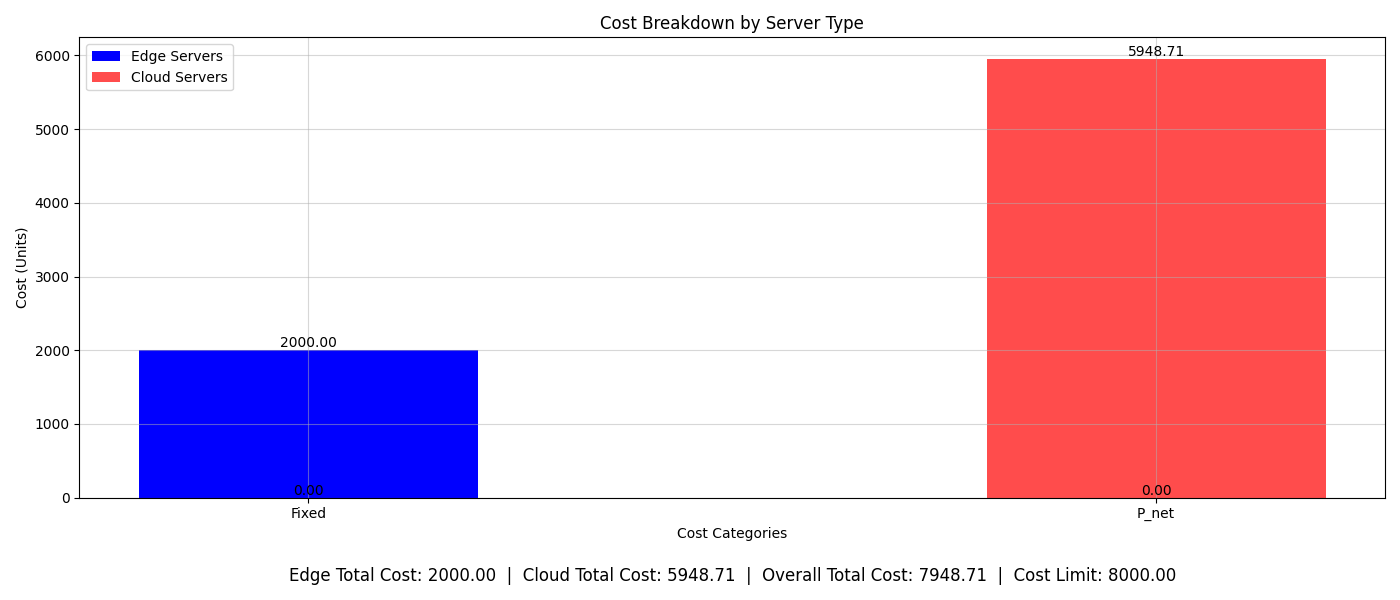 Cost Breakdown by Server Type
Edge Servers
Cloud Servers
Cost (Units)
6000
5000
4000
3000
2000
1000
0
5948.71
2000.00
0.00
0.00
Fixed
P_net
Cost Categories
Edge Total Cost: 2000.00 | Cloud Total Cost: 5948.71 | Overall Total Cost: 7948.71 | Cost Limit: 8000.00